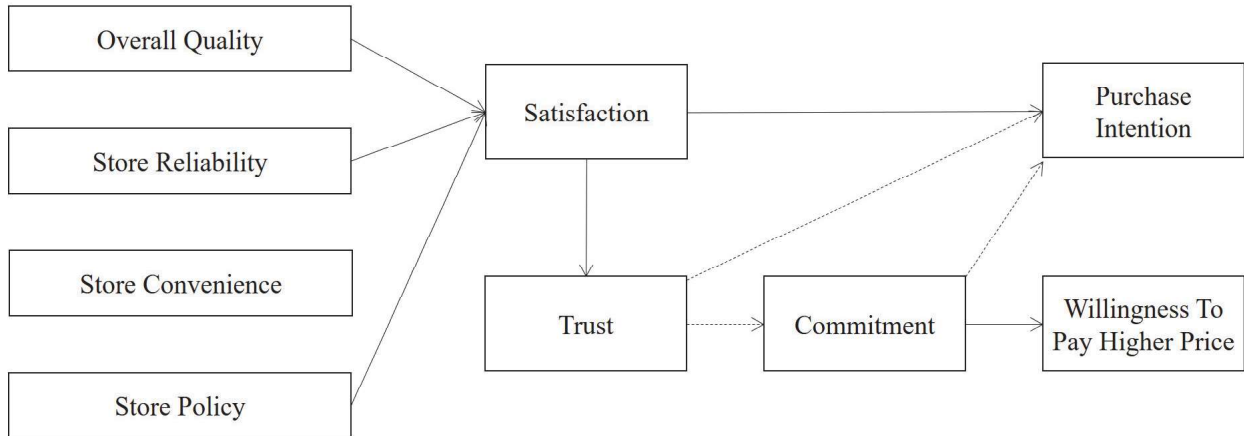 Overall Quality
Store Reliability
Store Convenience
Store Policy
Satisfaction
Trust
Commitment
Purchase
Intention
Willingness To
Pay Higher Price